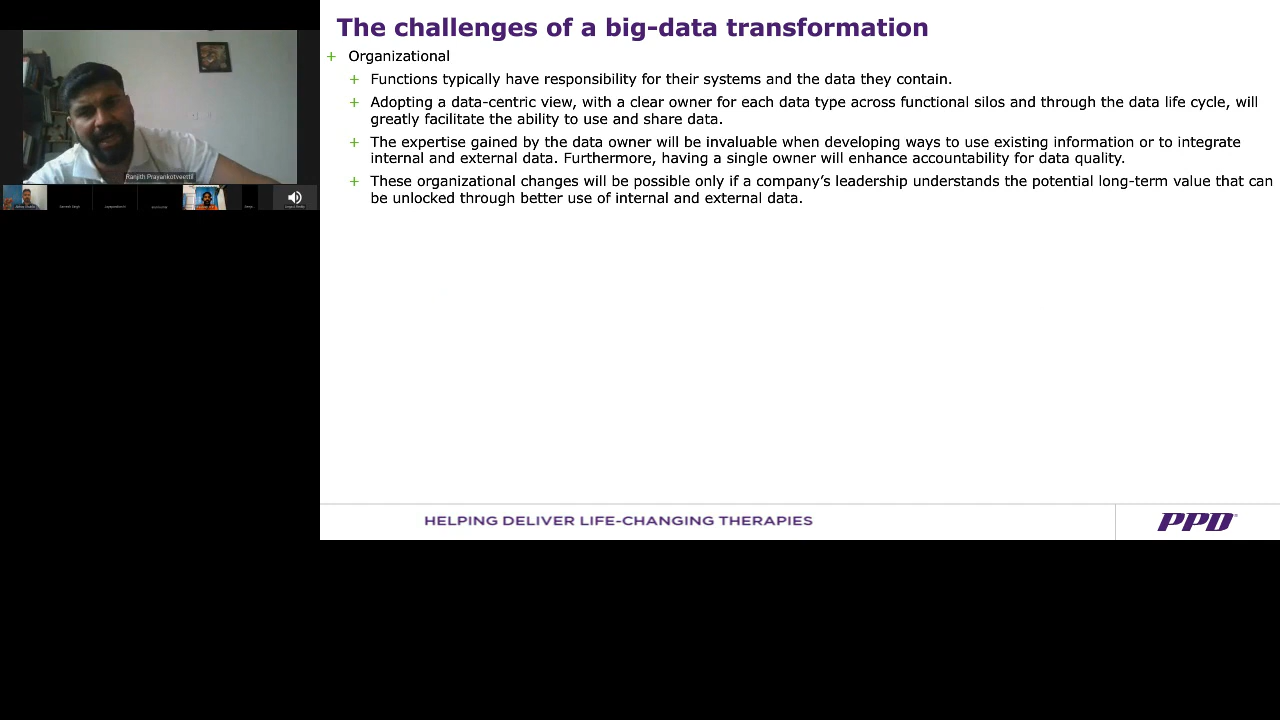 The challenges of a big-data transformation
+ Organizational
+ Functions typically have responsibility for their systems and the data they contain.
+ Adopting a data-centric view, with a clear owner for each data type across functional silos and through the data life cycle, will
greatly facilitate the ability to use and share data.
+ The expertise gained by the data owner will be invaluable when developing ways to use existing information or to integrate
internal and external data. Furthermore, having a single owner will enhance accountability for data quality.
+ These organizational changes will be possible only if a company’s leadership understands the potential long-term value that can
be unlocked through better use of internal and external data.
Ranjith Prayankotveettil
HELPING DELIVER LIFE-CHANGING THERAPIES
PPD